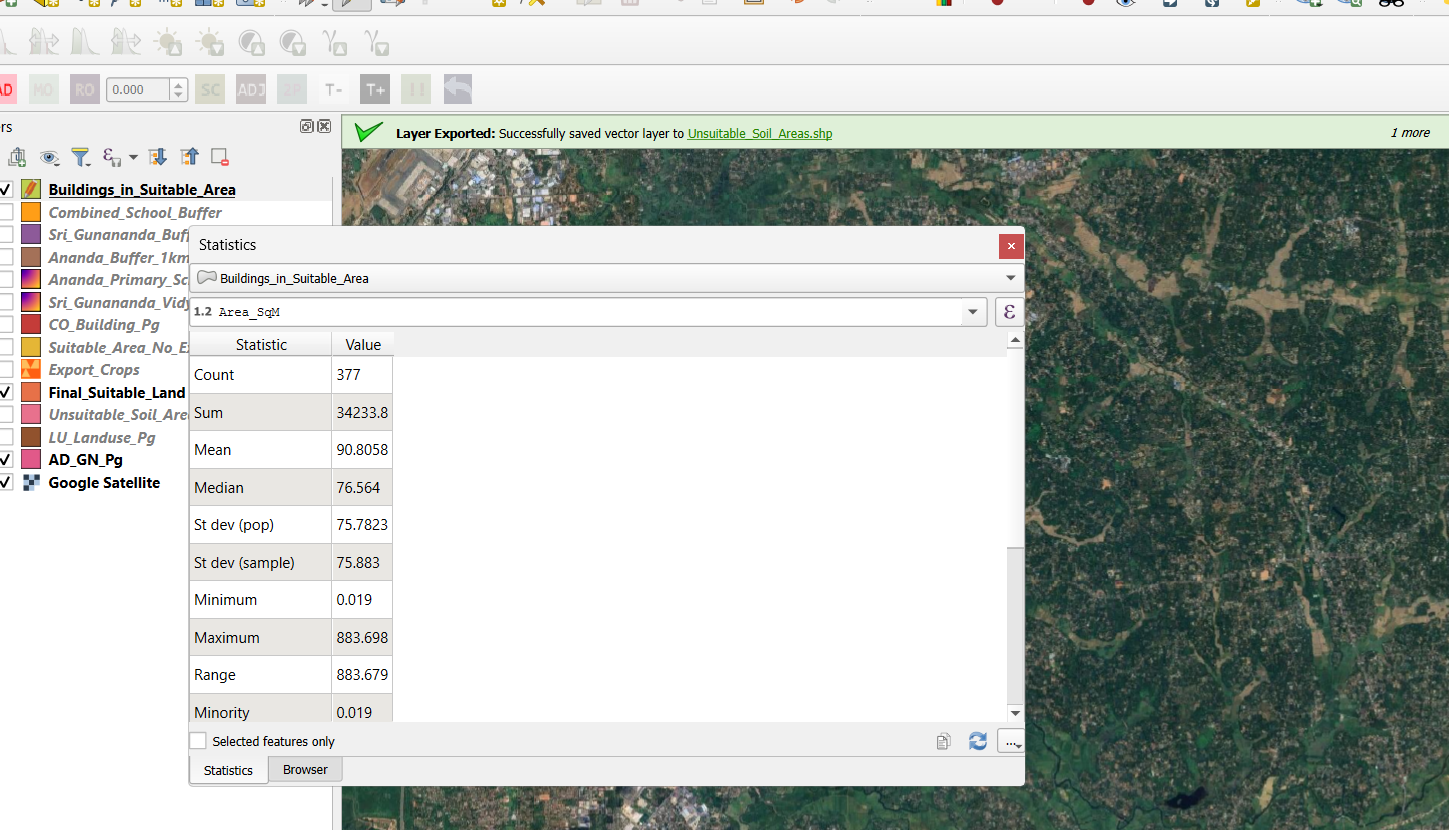 AD MO RO 0.000 SC ADJ ZP T- T+
ers
Layer Exported: Successfully saved vector layer to Unsuitable_Soil_Areas.shp 1 more
Buildings_in_Suitable_Area
Combined_School_Buffer
Sri_Gunananda_Buff
Ananda_Buffer_1km
Ananda_Primary_Sc
Sri_Gunananda_Vidy
CO_Building_Pg
Suitable_Area_No_Ex
Export_Crops
Final_Suitable_Land
Unsuitable_Soil_Area
LU_Landuse_Pg
AD_GN_Pg
Google Satellite
Statistics
Buildings_in_Suitable_Area
1.2 Area_SqM ε
Statistic Value
Count 377
Sum 34233.8
Mean 90.8058
Median 76.564
St dev (pop) 75.7823
St dev (sample) 75.883
Minimum 0.019
Maximum 883.698
Range 883.679
Minority 0.019
Selected features only ...
Statistics Browser